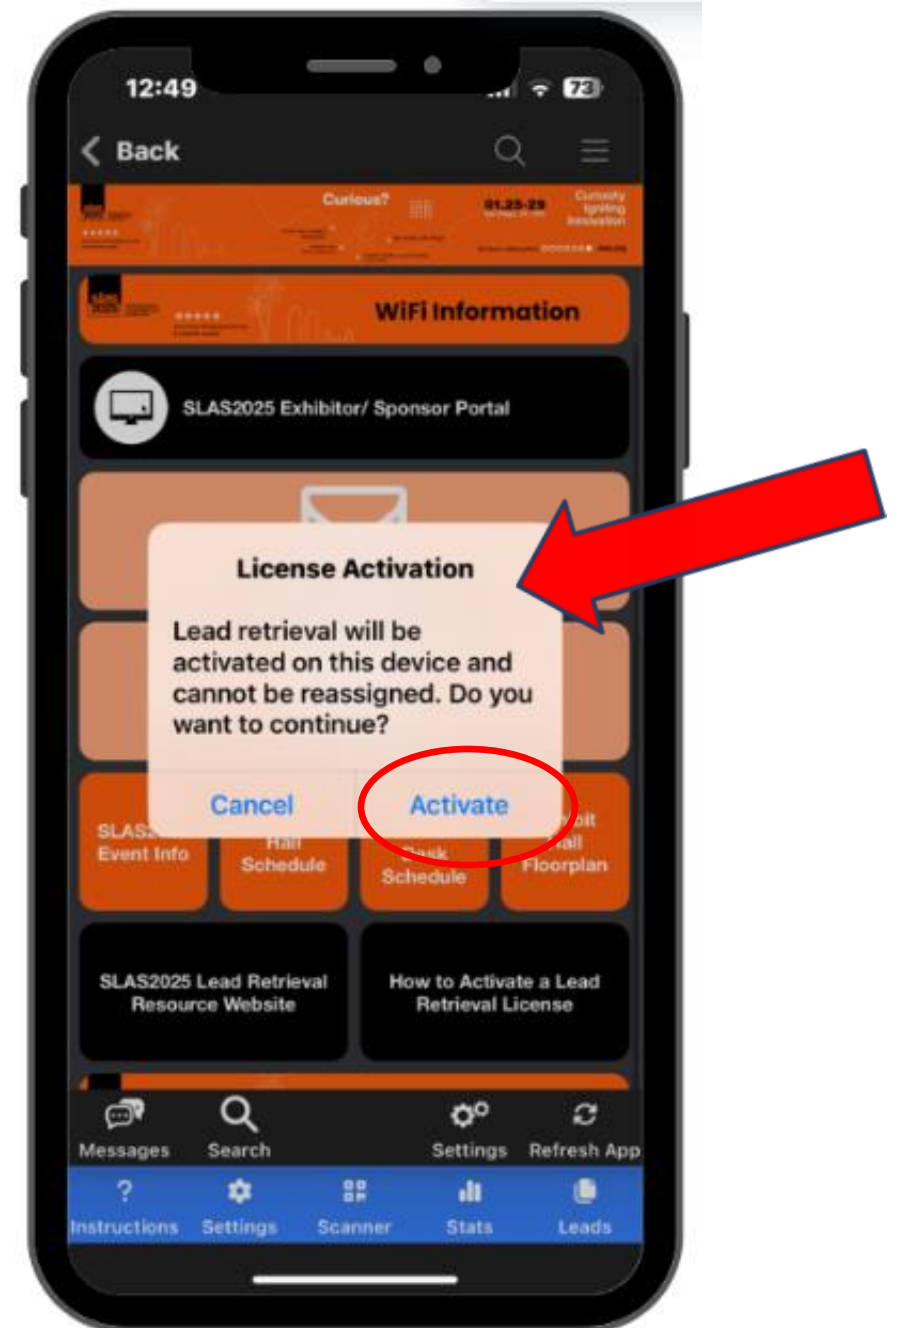 12:49
73
Back
Curious?
01.25-29
Curiosity
Igniting
Innovation
slas
2025
WiFi Information
SLAS2025 Exhibitor/ Sponsor Portal
License Activation
Lead retrieval will be
activated on this device and
cannot be reassigned. Do you
want to continue?
Cancel
Activate
Event Info
Hall
Schedule
Schedule
Floorplan
SLAS2025 Lead Retrieval
Resource Website
How to Activate a Lead
Retrieval License
Messages
Search
Settings
Refresh App
?
Instructions
Settings
Scanner
Stats
Leads